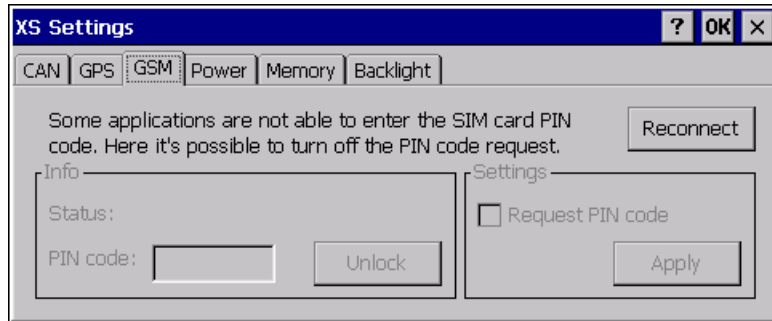 XS Settings ? OK ×
CAN GPS GSM Power Memory Backlight
Some applications are not able to enter the SIM card PIN
code. Here it's possible to turn off the PIN code request.
Reconnect
Info
Status:
PIN code: Unlock
Settings
Request PIN code
Apply